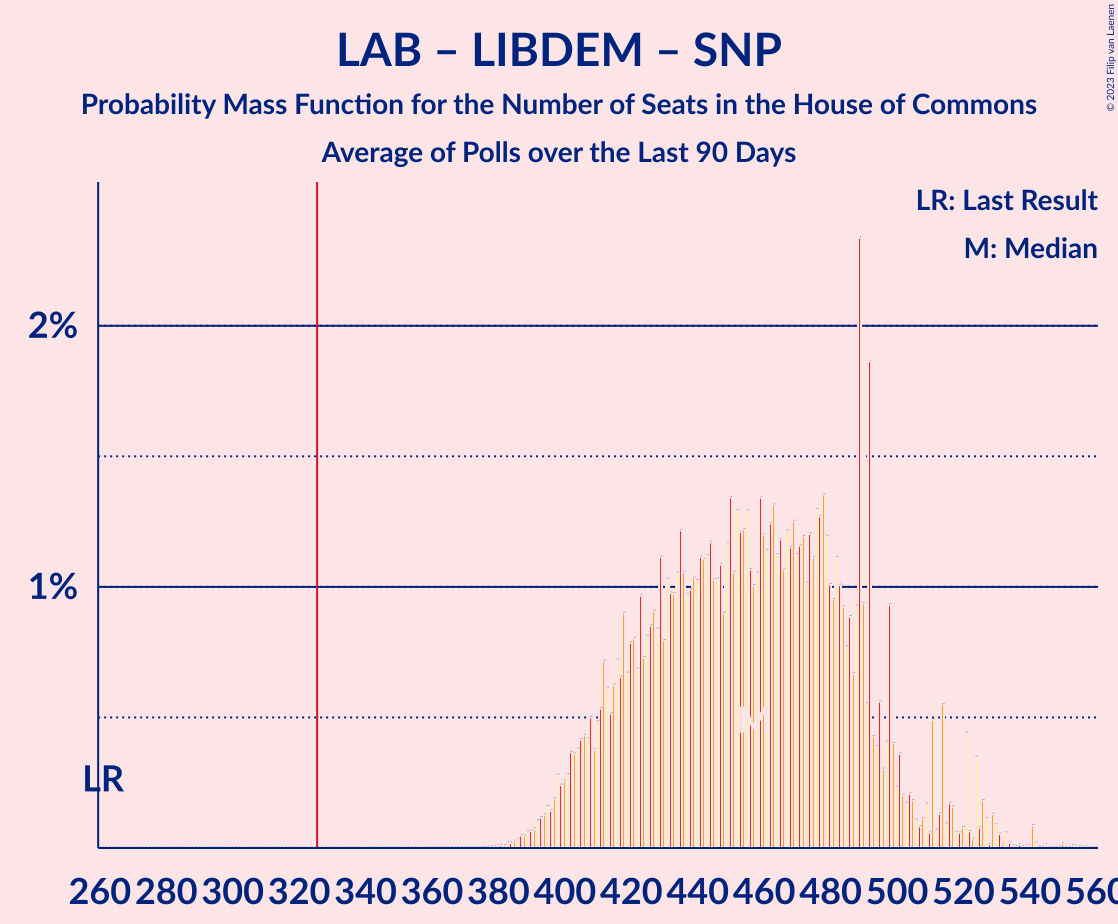 LAB – LIBDEM – SNP
Probability Mass Function for the Number of Seats in the House of Commons
Average of Polls over the Last 90 Days
© 2023 Filip van Laenen
LR: Last Result
M: Median
2%
1%
LR
M
260 280 300 320 340 360 380 400 420 440 460 480 500 520 540 560